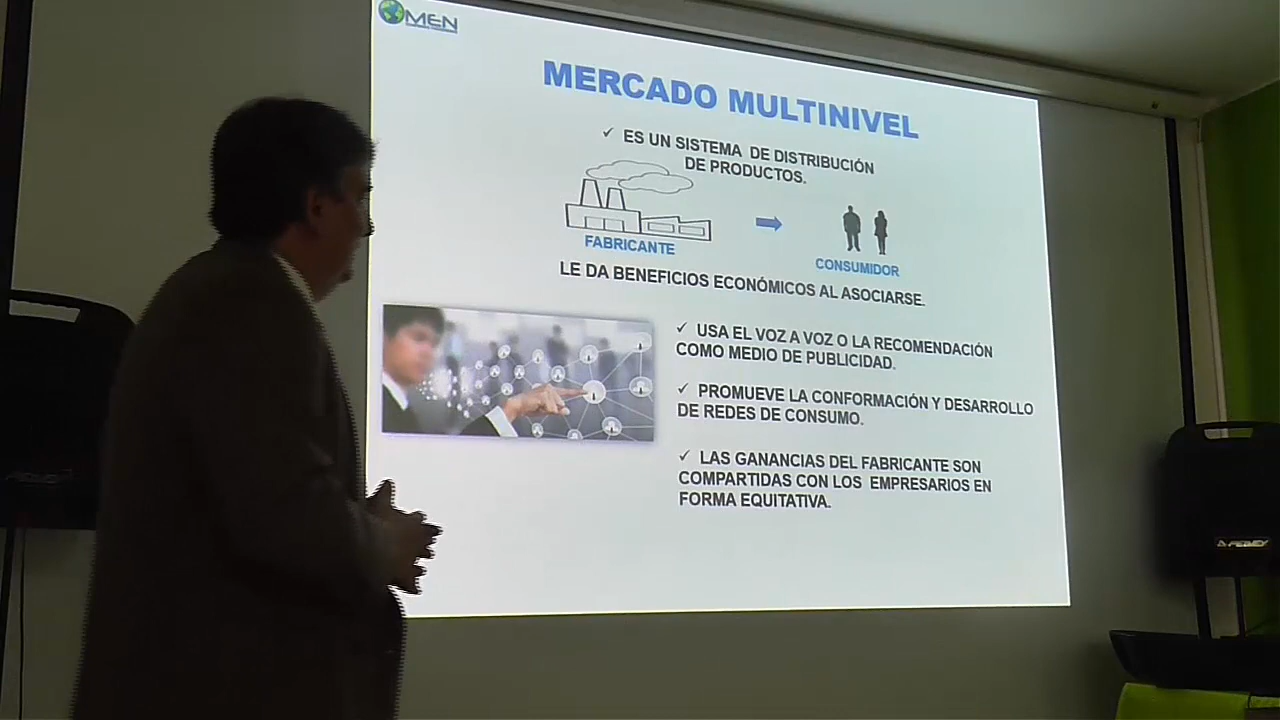 OMEN
MERCADO MULTINIVEL
✓ ES UN SISTEMA DE DISTRIBUCIÓN
DE PRODUCTOS.
FABRICANTE
CONSUMIDOR
LE DA BENEFICIOS ECONÓMICOS AL ASOCIARSE.
✓ USA EL VOZ A VOZ O LA RECOMENDACIÓN
COMO MEDIO DE PUBLICIDAD.
✓ PROMUEVE LA CONFORMACIÓN Y DESARROLLO
DE REDES DE CONSUMO.
✓ LAS GANANCIAS DEL FABRICANTE SON
COMPARTIDAS CON LOS EMPRESARIOS EN
FORMA EQUITATIVA.